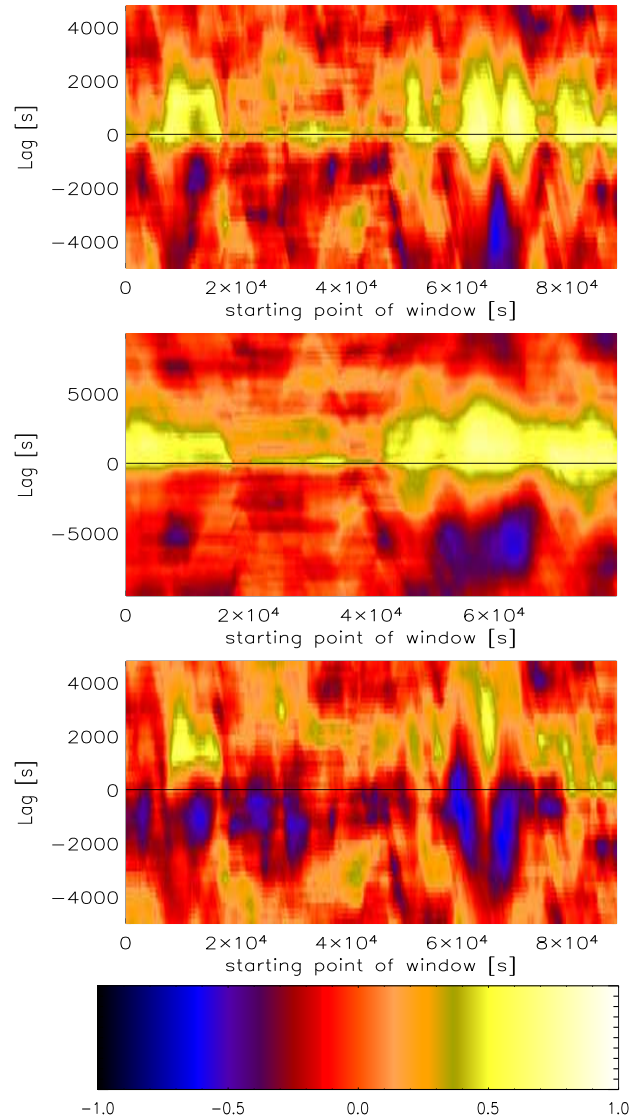 4000
2000
0
−2000
−4000
Lag [s]
0 2×10⁴ 4×10⁴ 6×10⁴ 8×10⁴
starting point of window [s]
5000
0
−5000
Lag [s]
0 2×10⁴ 4×10⁴ 6×10⁴
starting point of window [s]
4000
2000
0
−2000
−4000
Lag [s]
0 2×10⁴ 4×10⁴ 6×10⁴ 8×10⁴
starting point of window [s]
−1.0 −0.5 0.0 0.5 1.0